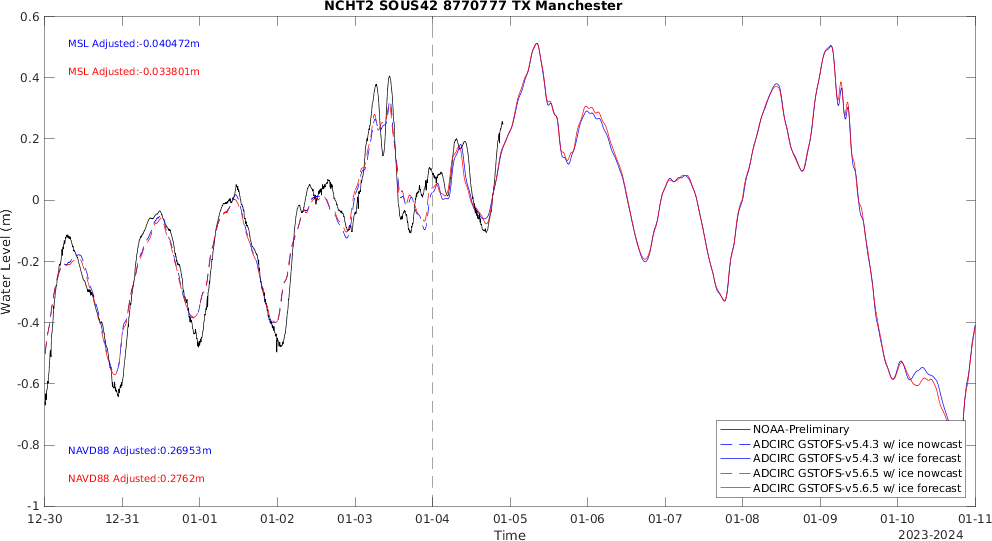 NCHT2 SOUS42 8770777 TX Manchester
0.6
MSL Adjusted:-0.040472m
MSL Adjusted:-0.033801m
0.4
0.2
0
-0.2
-0.4
-0.6
-0.8
-1
Water Level (m)
NAVD88 Adjusted:0.26953m
NAVD88 Adjusted:0.2762m
NOAA-Preliminary
ADCIRC GSTOFS-v5.4.3 w/ ice nowcast
ADCIRC GSTOFS-v5.4.3 w/ ice forecast
ADCIRC GSTOFS-v5.6.5 w/ ice nowcast
ADCIRC GSTOFS-v5.6.5 w/ ice forecast
12-30 12-31 01-01 01-02 01-03 01-04 01-05 01-06 01-07 01-08 01-09 01-10 01-11
Time
2023-2024